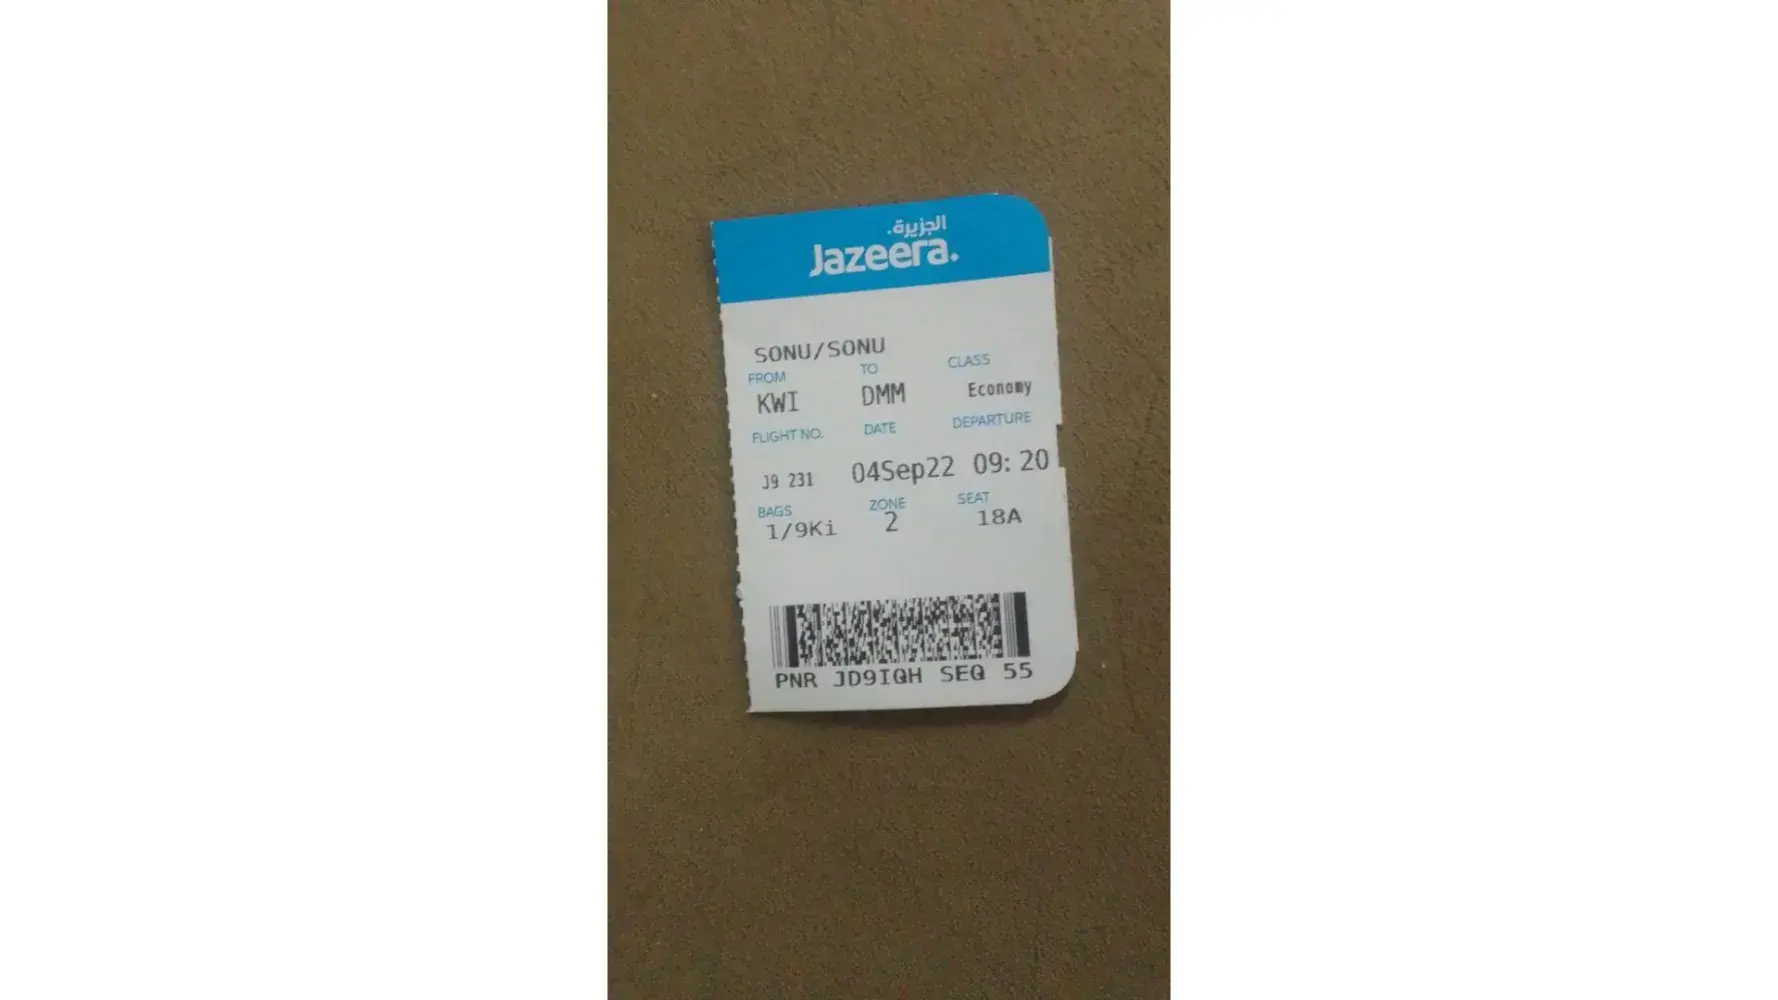 الجزيرة.
Jazeera.
SONU/SONU
FROM TO CLASS
KWI DMM Economy
FLIGHT NO. DATE DEPARTURE
J9 231 04Sep22 09:20
BAGS ZONE SEAT
1/9Ki 2 18A
PNR JD9IQH SEQ 55